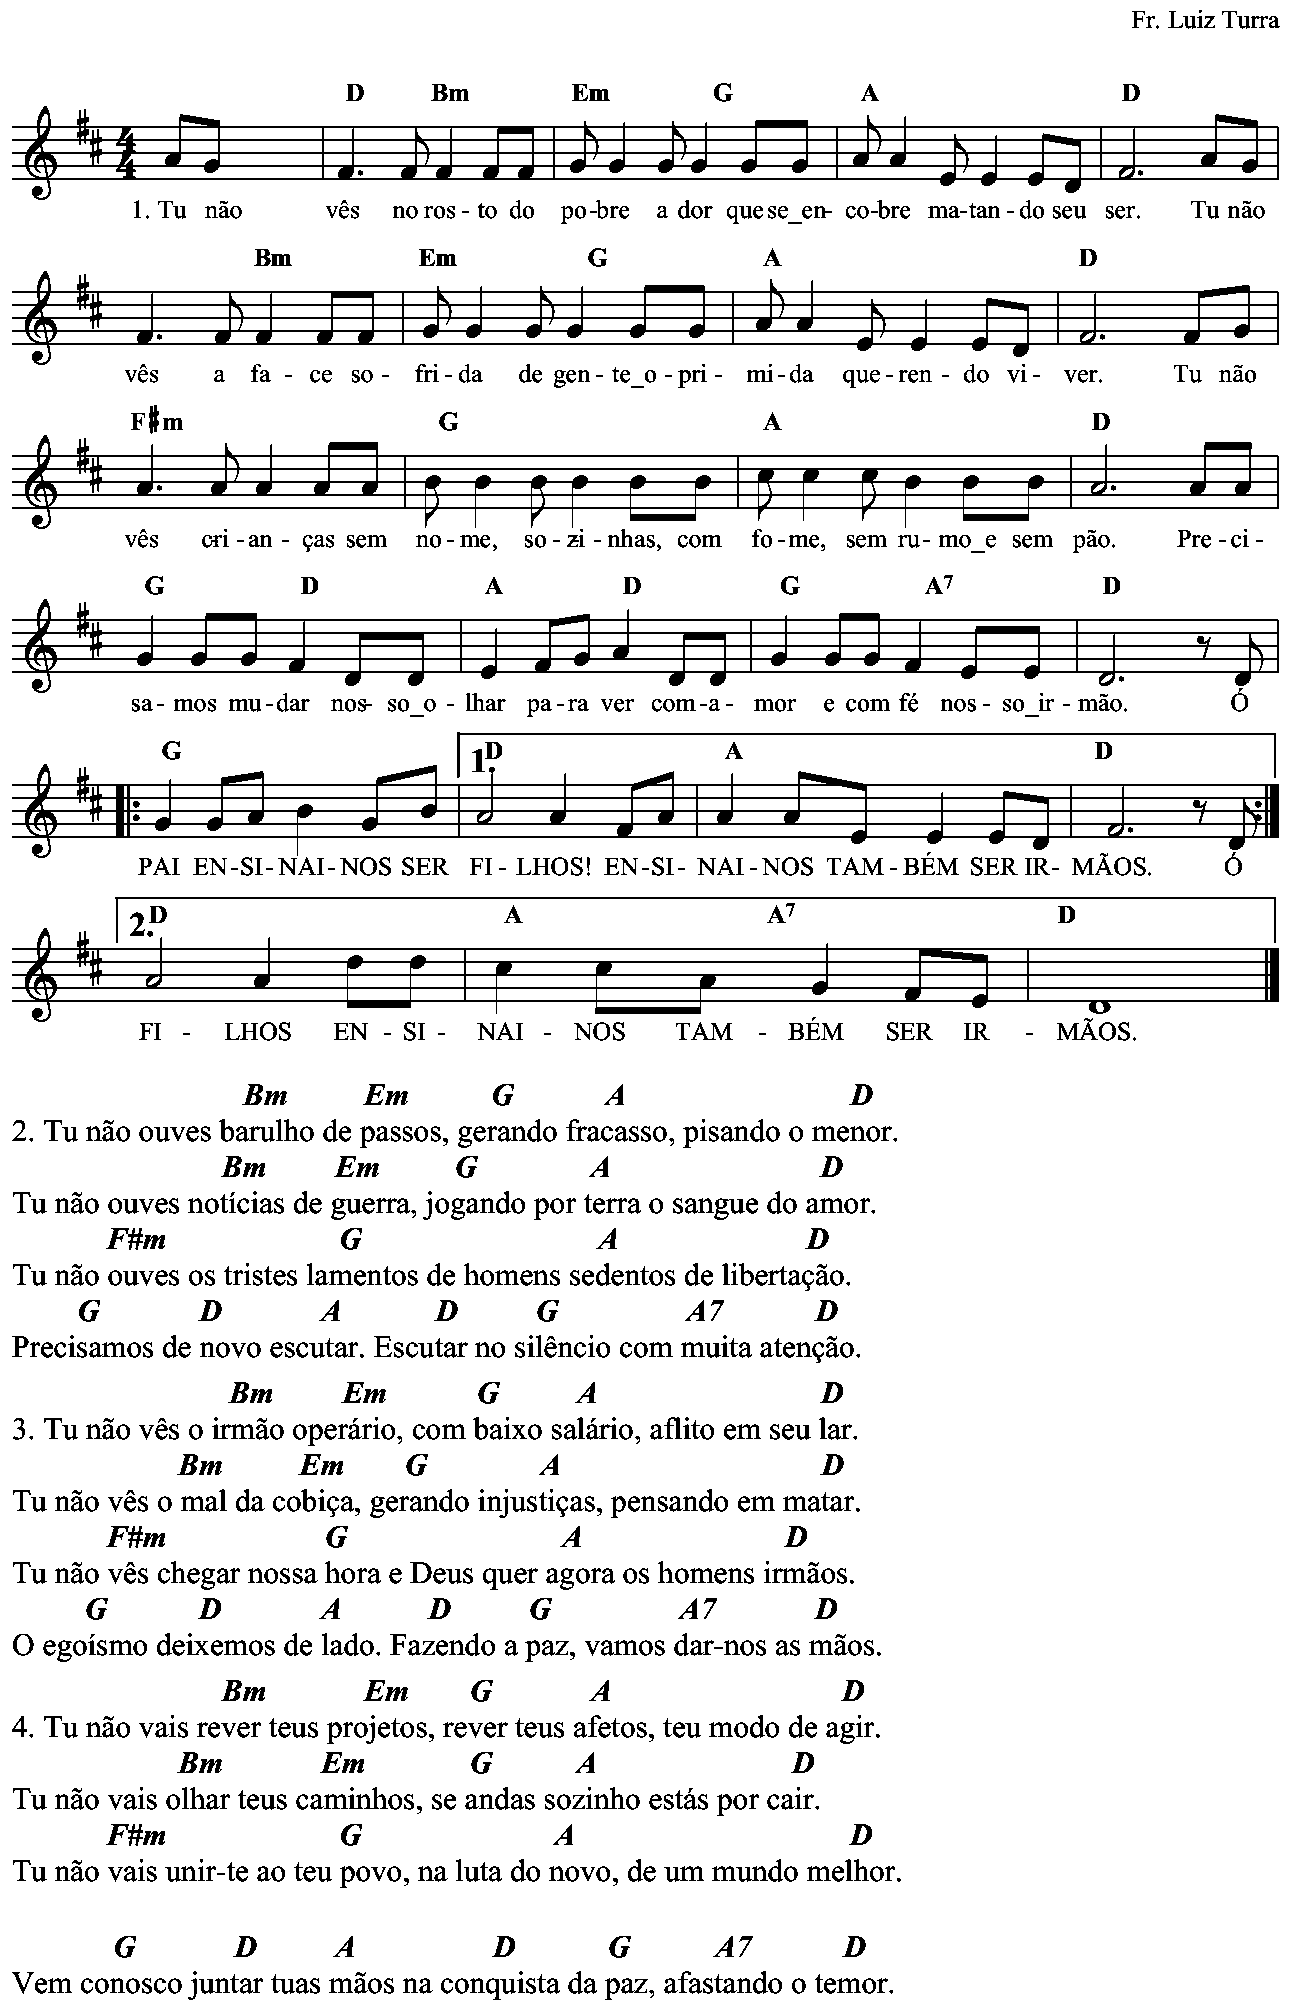 Fr. Luiz Turra
D Bm Em G A D
1. Tu não vês no ros-to do po-bre a dor que se_en-co-bre ma-tan-do seu ser. Tu não
Bm Em G A D
vês a fa-ce so-fri-da de gen-te_o-pri-mi-da que-ren-do vi-ver. Tu não
F#m G A D
vês cri-an-ças sem no-me, so-zi-nhas, com fo-me, sem ru-mo_e sem pão. Pre-ci-
G D A D G A7 D
sa-mos mu-dar nos-so_o-lhar pa-ra ver com-a-mor e com fé nos-so_ir-mão. Ó
G 1. D A D
PAI EN-SI-NAI-NOS SER FI-LHOS! EN-SI-NAI-NOS TAM-BÉM SER IR-MÃOS. Ó
2. D A A7 D
FI-LHOS EN-SI-NAI-NOS TAM-BÉM SER IR-MÃOS.
Bm Em G A D
2. Tu não ouves barulho de passos, gerando fracasso, pisando o menor.
Bm Em G A D
Tu não ouves notícias de guerra, jogando por terra o sangue do amor.
F#m G A D
Tu não ouves os tristes lamentos de homens sedentos de libertação.
G D A D G A7 D
Precisamos de novo escutar. Escutar no silêncio com muita atenção.
Bm Em G A D
3. Tu não vês o irmão operário, com baixo salário, aflito em seu lar.
Bm Em G A D
Tu não vês o mal da cobiça, gerando injustiças, pensando em matar.
F#m G A D
Tu não vês chegar nossa hora e Deus quer agora os homens irmãos.
G D A D G A7 D
O egoísmo deixemos de lado. Fazendo a paz, vamos dar-nos as mãos.
Bm Em G A D
4. Tu não vais rever teus projetos, rever teus afetos, teu modo de agir.
Bm Em G A D
Tu não vais olhar teus caminhos, se andas sozinho estás por cair.
F#m G A D
Tu não vais unir-te ao teu povo, na luta do novo, de um mundo melhor.
G D A D G A7 D
Vem conosco juntar tuas mãos na conquista da paz, afastando o temor.